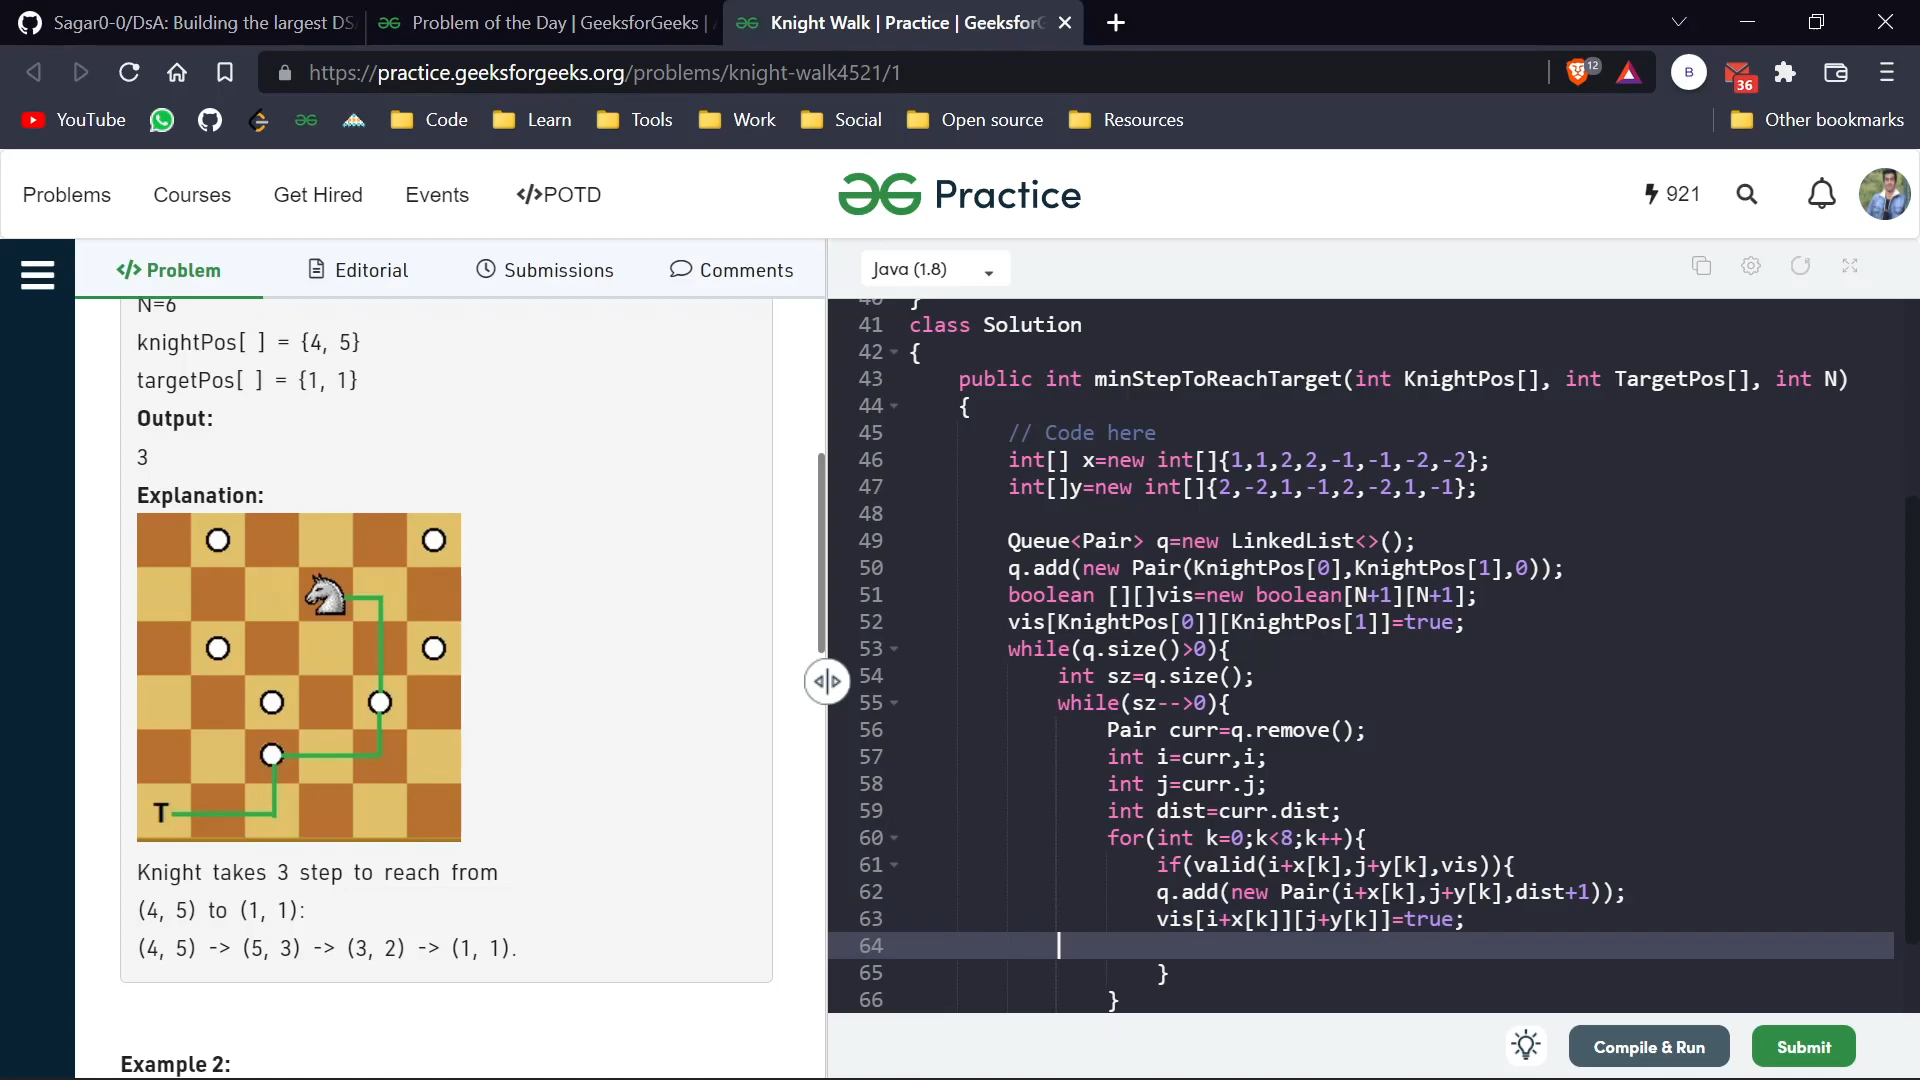 Sagar0-0/DsA: Building the largest DS
Problem of the Day | GeeksforGeeks |
Knight Walk | Practice | Geeksfor
https://practice.geeksforgeeks.org/problems/knight-walk4521/1
12
B
36
YouTube
Code
Learn
Tools
Work
Social
Open source
Resources
Other bookmarks
Problems
Courses
Get Hired
Events
</>POTD
Practice
921
</> Problem
Editorial
Submissions
Comments
Java (1.8)
N=6
knightPos[ ] = {4, 5}
targetPos[ ] = {1, 1}
Output:
3
Explanation:
T
Knight takes 3 step to reach from
(4, 5) to (1, 1):
(4, 5) -> (5, 3) -> (3, 2) -> (1, 1).
Example 2:
40 }
41 class Solution
42 {
43 public int minStepToReachTarget(int KnightPos[], int TargetPos[], int N)
44 {
45 // Code here
46 int[] x=new int[]{1,1,2,2,-1,-1,-2,-2};
47 int[]y=new int[]{2,-2,1,-1,2,-2,1,-1};
48
49 Queue<Pair> q=new LinkedList<>();
50 q.add(new Pair(KnightPos[0],KnightPos[1],0));
51 boolean [][]vis=new boolean[N+1][N+1];
52 vis[KnightPos[0]][KnightPos[1]]=true;
53 while(q.size()>0){
54 int sz=q.size();
55 while(sz-->0){
56 Pair curr=q.remove();
57 int i=curr,i;
58 int j=curr.j;
59 int dist=curr.dist;
60 for(int k=0;k<8;k++){
61 if(valid(i+x[k],j+y[k],vis)){
62 q.add(new Pair(i+x[k],j+y[k],dist+1));
63 vis[i+x[k]][j+y[k]]=true;
64
65 }
66 }
Compile & Run
Submit